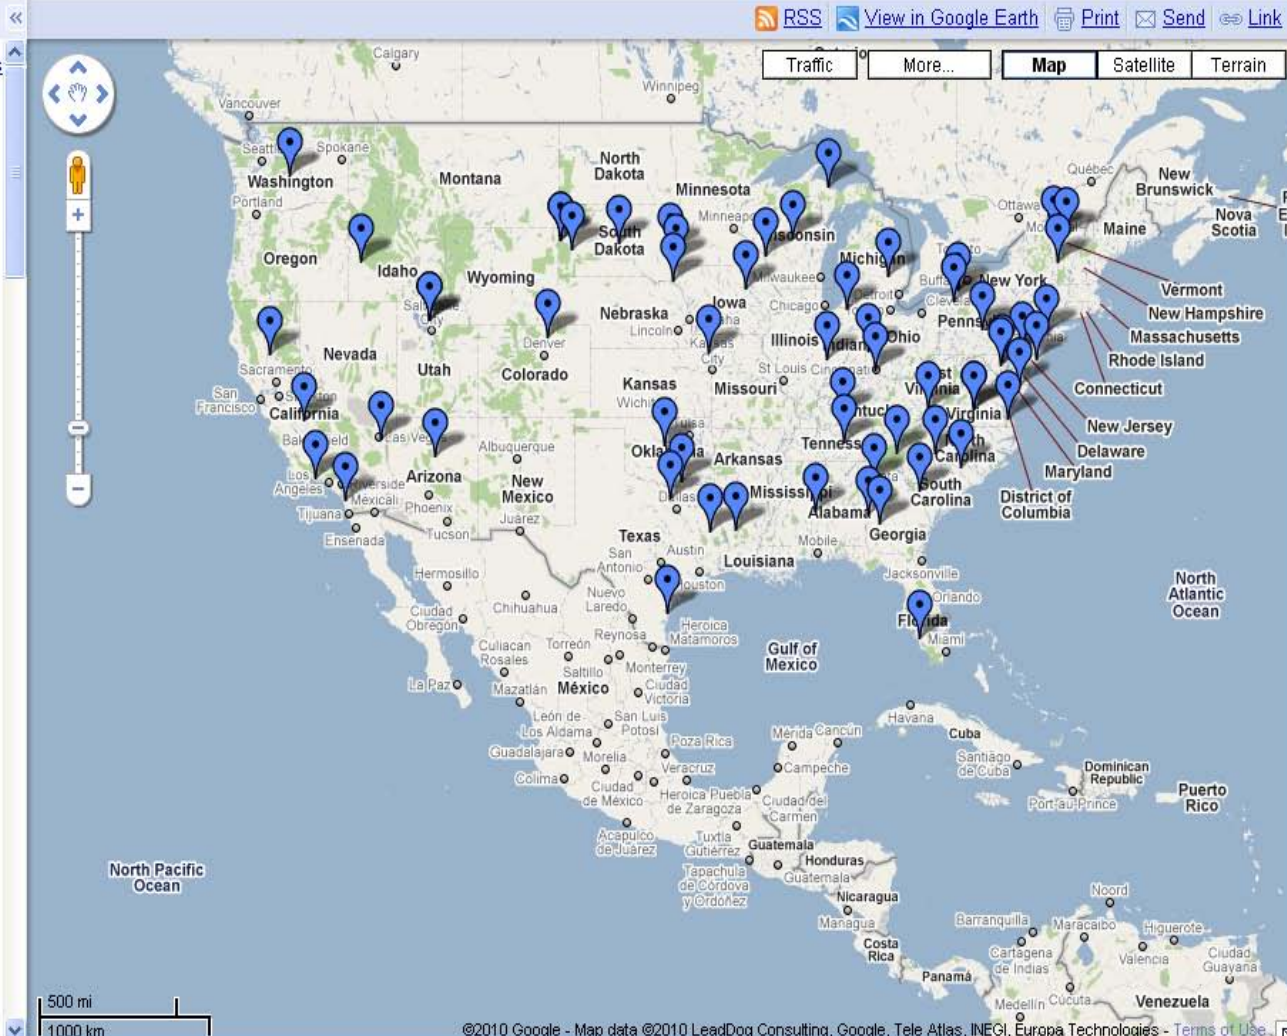 «
RSS View in Google Earth Print Send Link
Traffic More... Map Satellite Terrain
Calgary
Winnipeg
Vancouver
Spokane
Washington
Portland
Montana
North
Dakota
Minnesota
Québec
New
Brunswick
Ottawa
Maine
Nova
Scotia
Oregon
Idaho
Wyoming
South
Dakota
Michigan
Milwaukee
New York
Vermont
New Hampshire
Massachusetts
Rhode Island
Connecticut
New Jersey
Delaware
Maryland
District of
Columbia
Nebraska
Lincoln
Iowa
Chicago
Detroit
Illinois
Ohio
Nevada
Utah
Denver
Colorado
Kansas
City
Kansas
Missouri
St Louis
Sacramento
San
Francisco
California
Las Vegas
Virginia
Albuquerque
Arizona
New
Mexico
Los
Angeles
Riverside
Mexicali
Phoenix
Tijuana
Tucson
Juárez
Ensenada
Arkansas
Mississippi
Alabama
South
Carolina
North
Carolina
Georgia
Dallas
Texas
Austin
San
Antonio
Houston
Louisiana
Mobile
Jacksonville
Orlando
Florida
Miami
North
Atlantic
Ocean
Hermosillo
Chihuahua
Ciudad
Obregón
Nuevo
Laredo
Heroica
Matamoros
Reynosa
Culiacan
Rosales
Torreón
Monterrey
Saltillo
La Paz
Mazatlán
México
Ciudad
Victoria
Gulf of
Mexico
León de
Los Aldama
San Luis
Potosí
Guadalajara
Morelia
Poza Rica
Veracruz
Colima
Ciudad
de México
Heroica Puebla
de Zaragoza
Mérida
Cancún
Campeche
Ciudad del
Carmen
Havana
Cuba
Santiago
de Cuba
Dominican
Republic
Port-au-Prince
Puerto
Rico
Acapulco
de Juárez
Tuxtla
Gutiérrez
Guatemala
Honduras
Tapachula
de Córdova
y Ordoñez
Guatemala
Nicaragua
Managua
Costa
Rica
Panamá
North Pacific
Ocean
Noord
Barranquilla
Maracaibo
Higuerote
Cartagena
de Indias
Valencia
Ciudad
Guayana
Medellín
Cúcuta
Venezuela
500 mi
1000 km
©2010 Google - Map data ©2010 LeadDog Consulting, Google, Tele Atlas, INEGI, Europa Technologies - Terms of Use